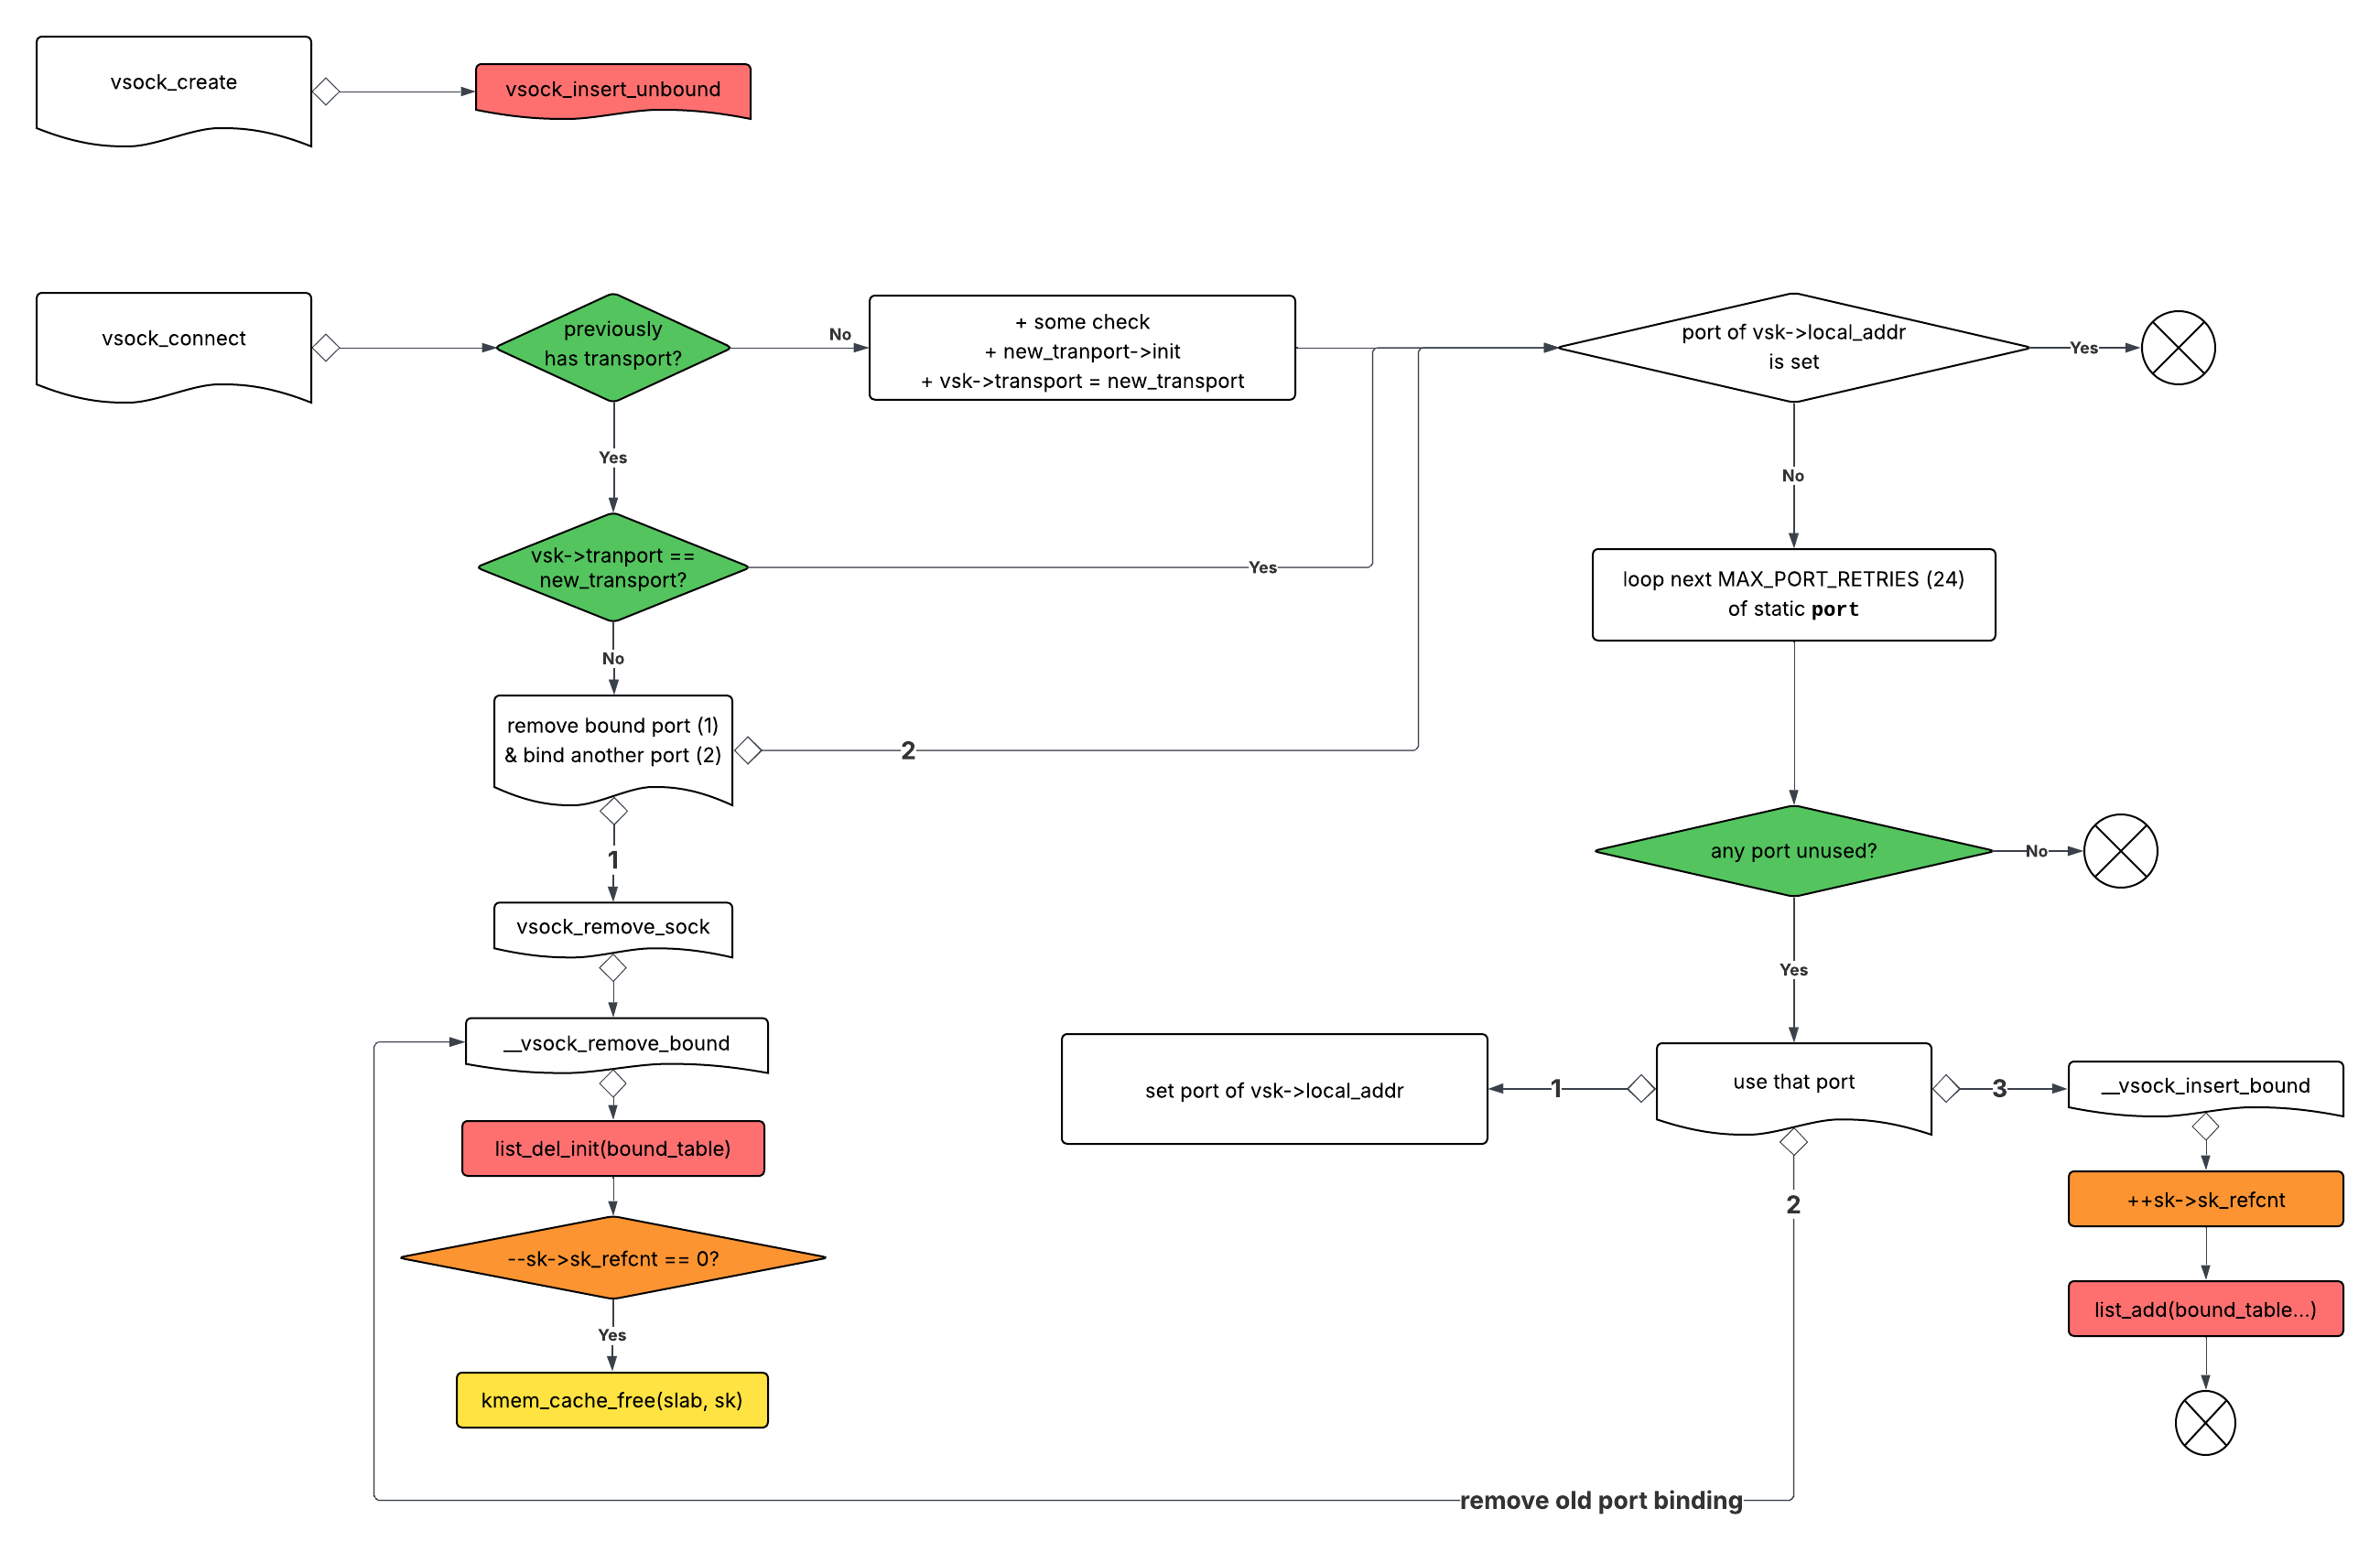 vsock_create
vsock_insert_unbound
vsock_connect
previously
has transport?
No
+ some check
+ new_tranport->init
+ vsk->transport = new_transport
port of vsk->local_addr
is set
Yes
Yes
No
vsk->tranport ==
new_transport?
Yes
loop next MAX_PORT_RETRIES (24)
of static port
No
remove bound port (1)
& bind another port (2)
2
1
any port unused?
No
vsock_remove_sock
Yes
__vsock_remove_bound
set port of vsk->local_addr
1
use that port
3
__vsock_insert_bound
list_del_init(bound_table)
2
++sk->sk_refcnt
--sk->sk_refcnt == 0?
list_add(bound_table...)
Yes
kmem_cache_free(slab, sk)
remove old port binding